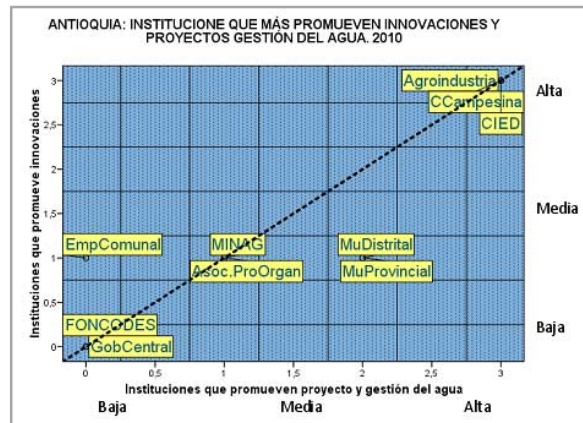 ANTIOQUIA: INSTITUCIONE QUE MÁS PROMUEVEN INNOVACIONES Y
PROYECTOS GESTIÓN DEL AGUA. 2010
Instituciones que promueve innovaciones
3
2,5
2
1,5
1
0,5
0
Agroindustria
CCampesina
CIED
EmpComunal
MINAG
MuDistrital
Asoc.ProOrgan
MuProvincial
FONCODES
GobCentral
Alta
Media
Baja
0
0,5
1
1,5
2
2,5
3
Instituciones que promueven proyecto y gestión del agua
Baja
Media
Alta